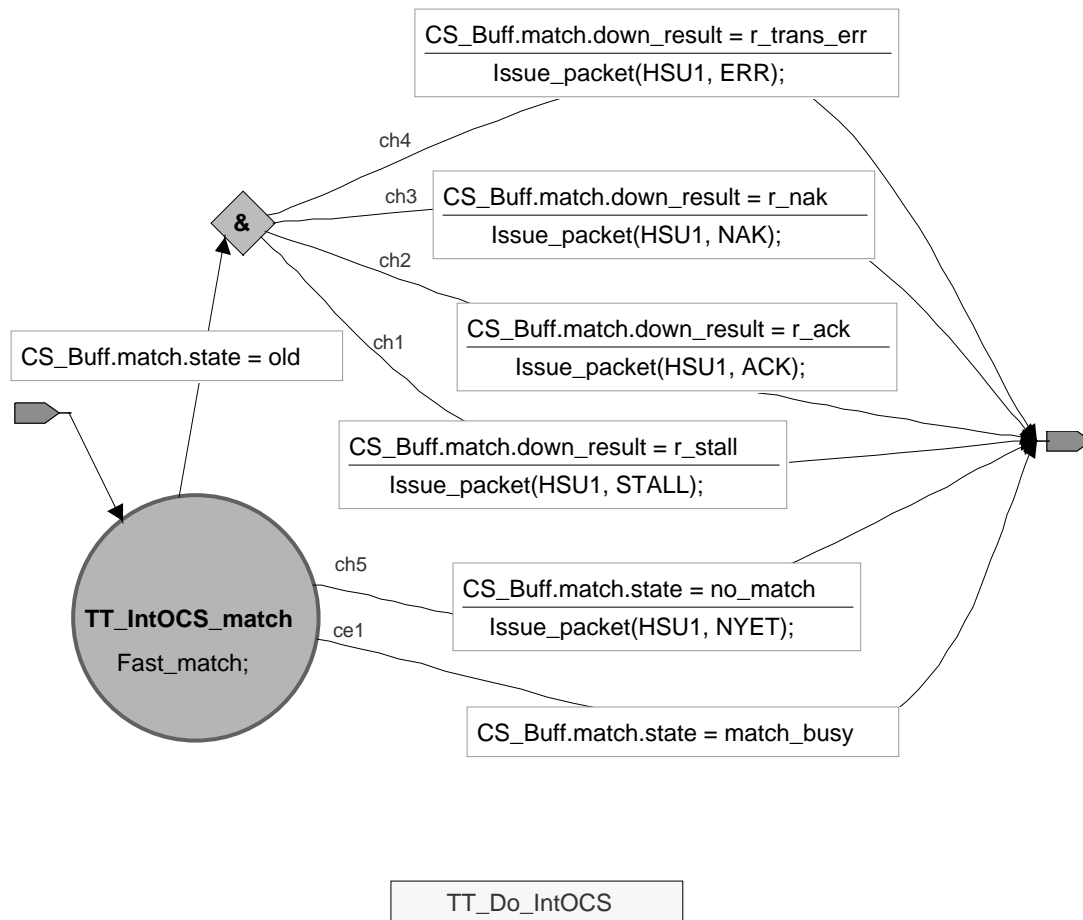 CS_Buff.match.down_result = r_trans_err
Issue_packet(HSU1, ERR);
ch4
ch3
CS_Buff.match.down_result = r_nak
Issue_packet(HSU1, NAK);
&
ch2
CS_Buff.match.down_result = r_ack
Issue_packet(HSU1, ACK);
ch1
CS_Buff.match.state = old
CS_Buff.match.down_result = r_stall
Issue_packet(HSU1, STALL);
ch5
CS_Buff.match.state = no_match
Issue_packet(HSU1, NYET);
TT_IntOCS_match
Fast_match;
ce1
CS_Buff.match.state = match_busy
TT_Do_IntOCS